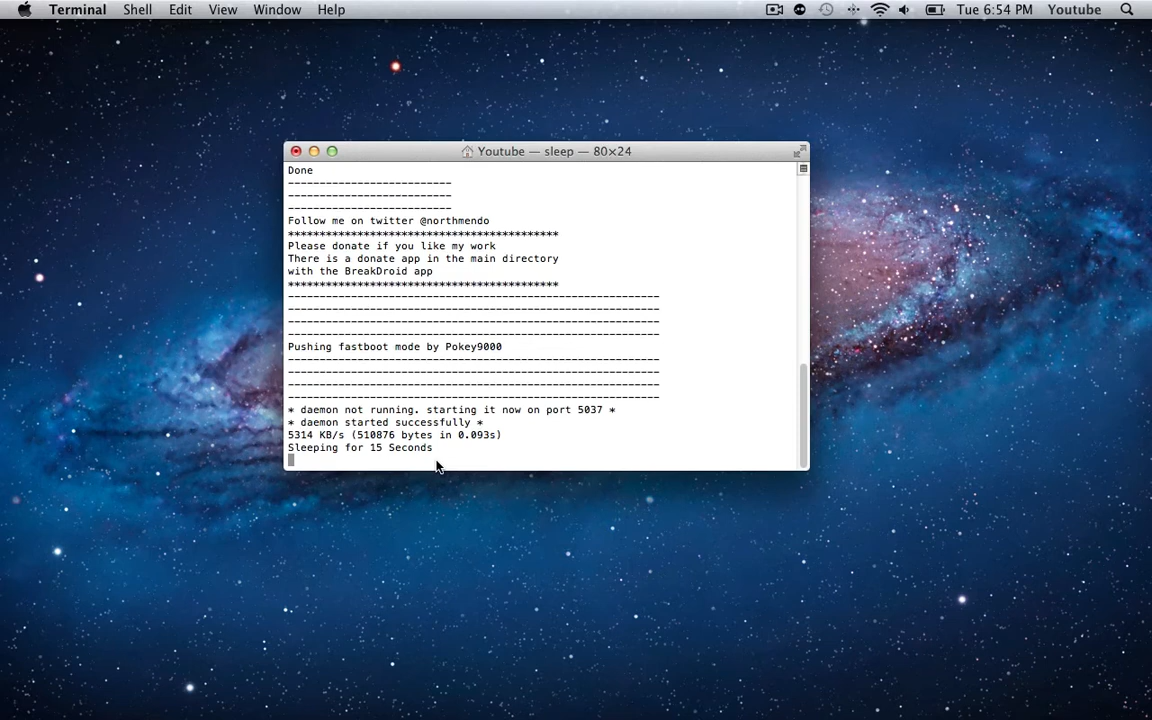 Terminal Shell Edit View Window Help Tue 6:54 PM Youtube
Youtube — sleep — 80×24
Done
--------------------------
--------------------------
--------------------------
Follow me on twitter @northmendo
*******************************************
Please donate if you like my work
There is a donate app in the main directory
with the BreakDroid app
*******************************************
-----------------------------------------------------------
-----------------------------------------------------------
-----------------------------------------------------------
-----------------------------------------------------------
Pushing fastboot mode by Pokey9000
-----------------------------------------------------------
-----------------------------------------------------------
-----------------------------------------------------------
-----------------------------------------------------------
* daemon not running. starting it now on port 5037 *
* daemon started successfully *
5314 KB/s (510876 bytes in 0.093s)
Sleeping for 15 Seconds